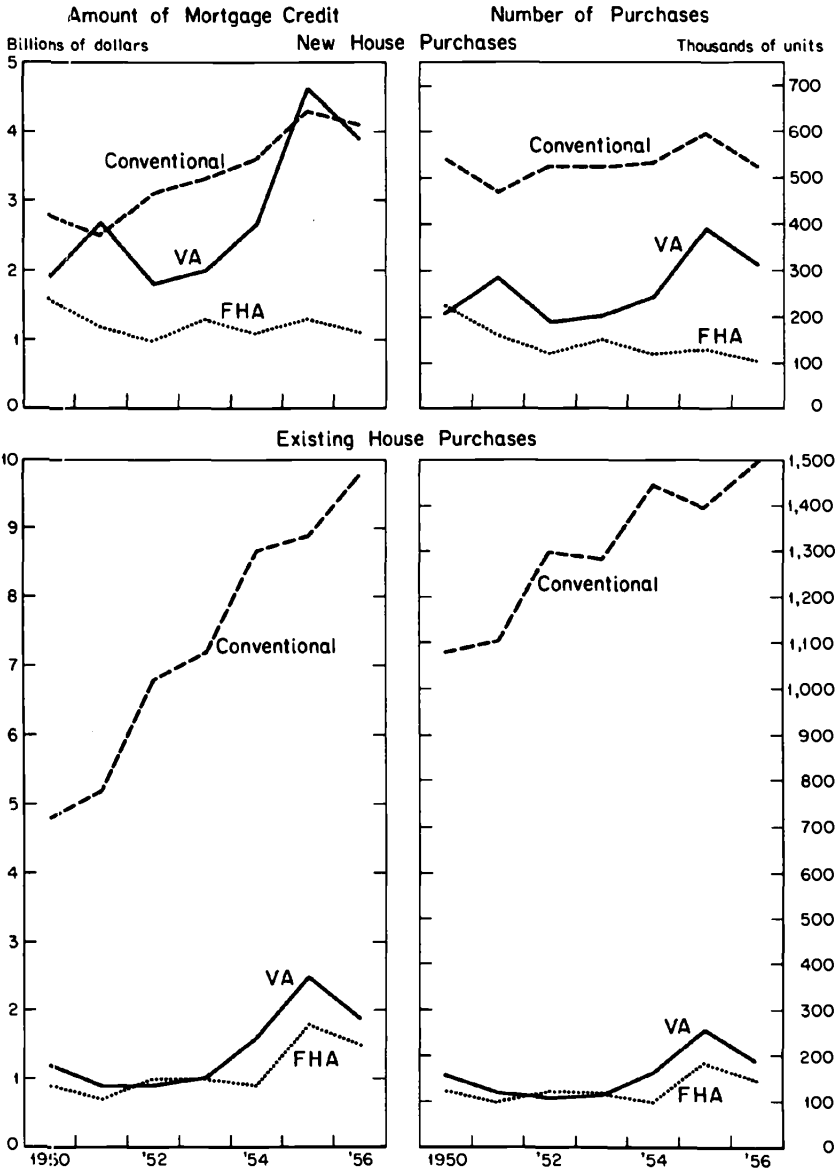 Amount of Mortgage Credit
Number of Purchases
Billions of dollars
New House Purchases
Thousands of units
5
4
3
2
1
0
Conventional
VA
FHA
700
600
500
400
300
200
100
0
Conventional
VA
FHA
Existing House Purchases
10
9
8
7
6
5
4
3
2
1
0
Conventional
VA
FHA
1950 '52 '54 '56
1,500
1,400
1,300
1,200
1,100
1,000
900
800
700
600
500
400
300
200
100
0
Conventional
VA
FHA
1950 '52 '54 '56